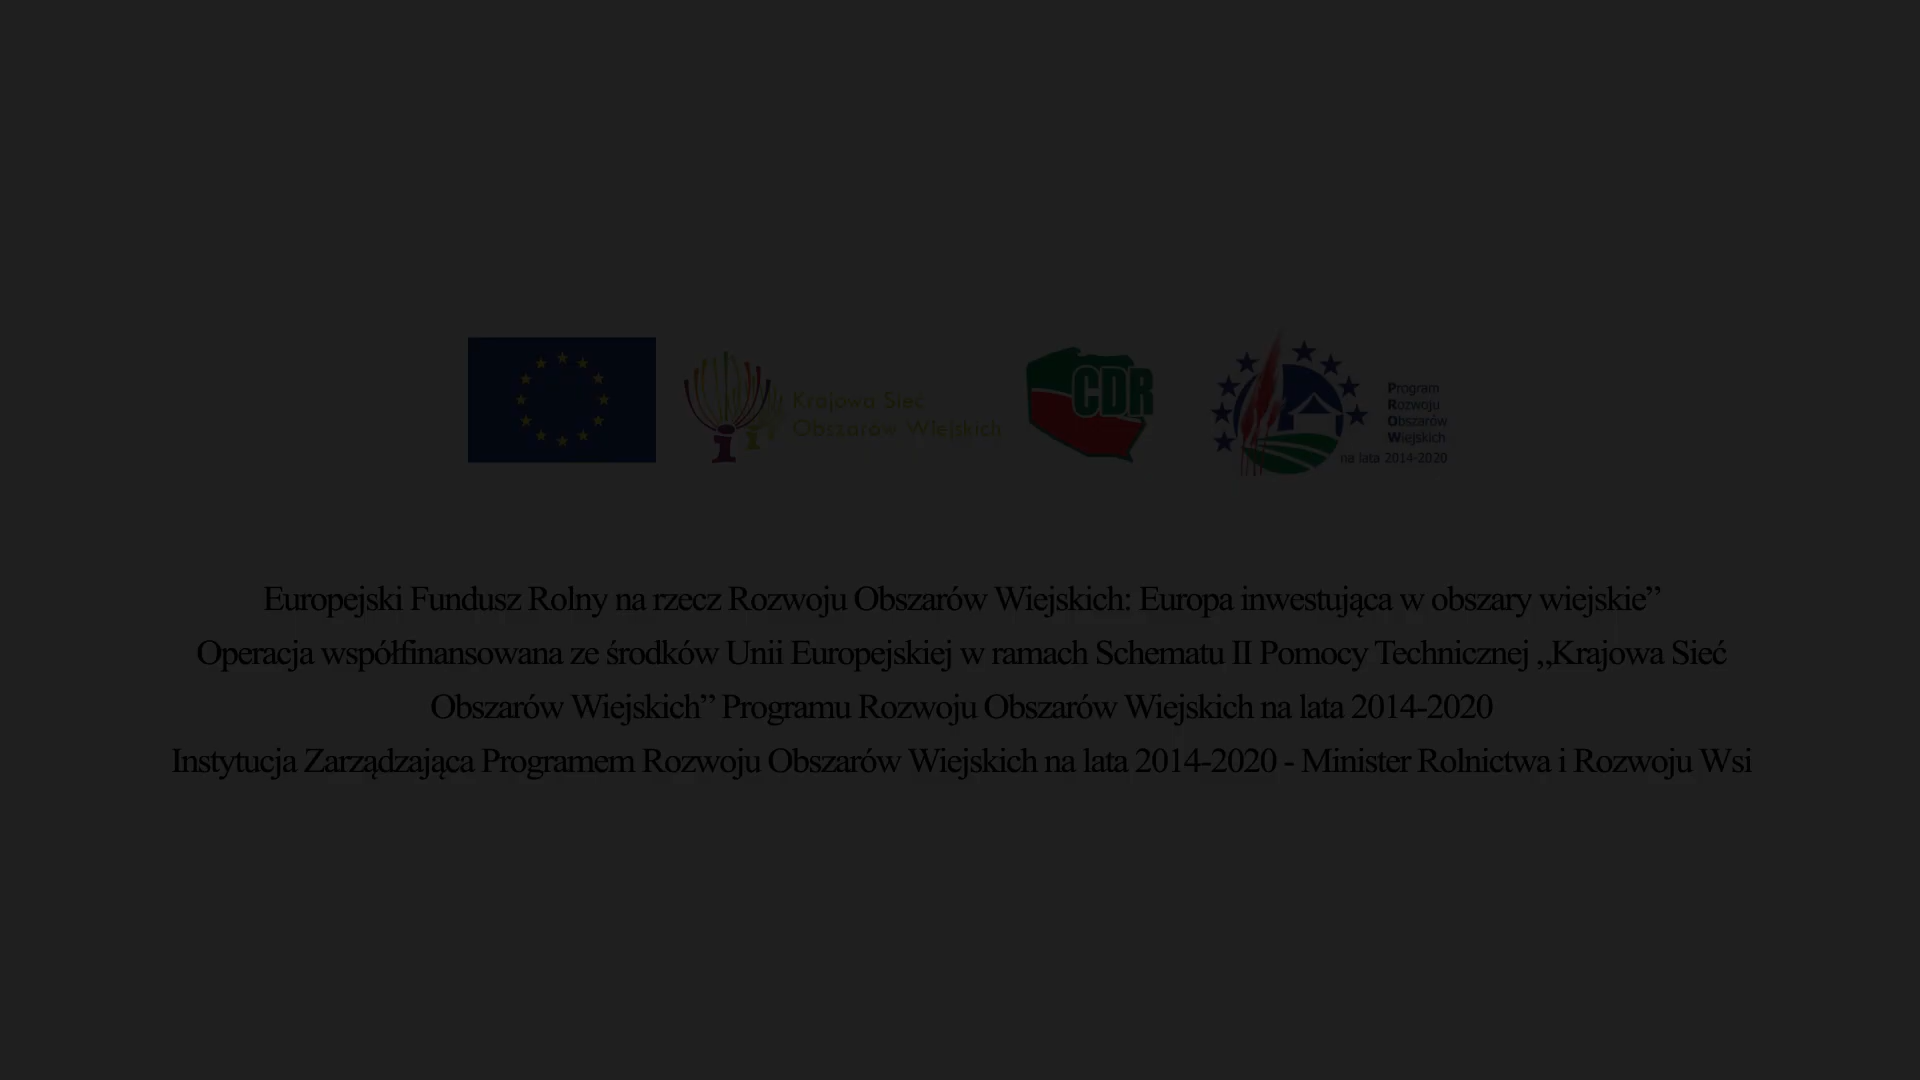 Krajowa Sieć
Obszarów Wiejskich
CDR
Program
Rozwoju
Obszarów
Wiejskich
na lata 2014-2020
Europejski Fundusz Rolny na rzecz Rozwoju Obszarów Wiejskich: Europa inwestująca w obszary wiejskie”
Operacja współfinansowana ze środków Unii Europejskiej w ramach Schematu II Pomocy Technicznej „Krajowa Sieć
Obszarów Wiejskich” Programu Rozwoju Obszarów Wiejskich na lata 2014-2020
Instytucja Zarządzająca Programem Rozwoju Obszarów Wiejskich na lata 2014-2020 - Minister Rolnictwa i Rozwoju Wsi